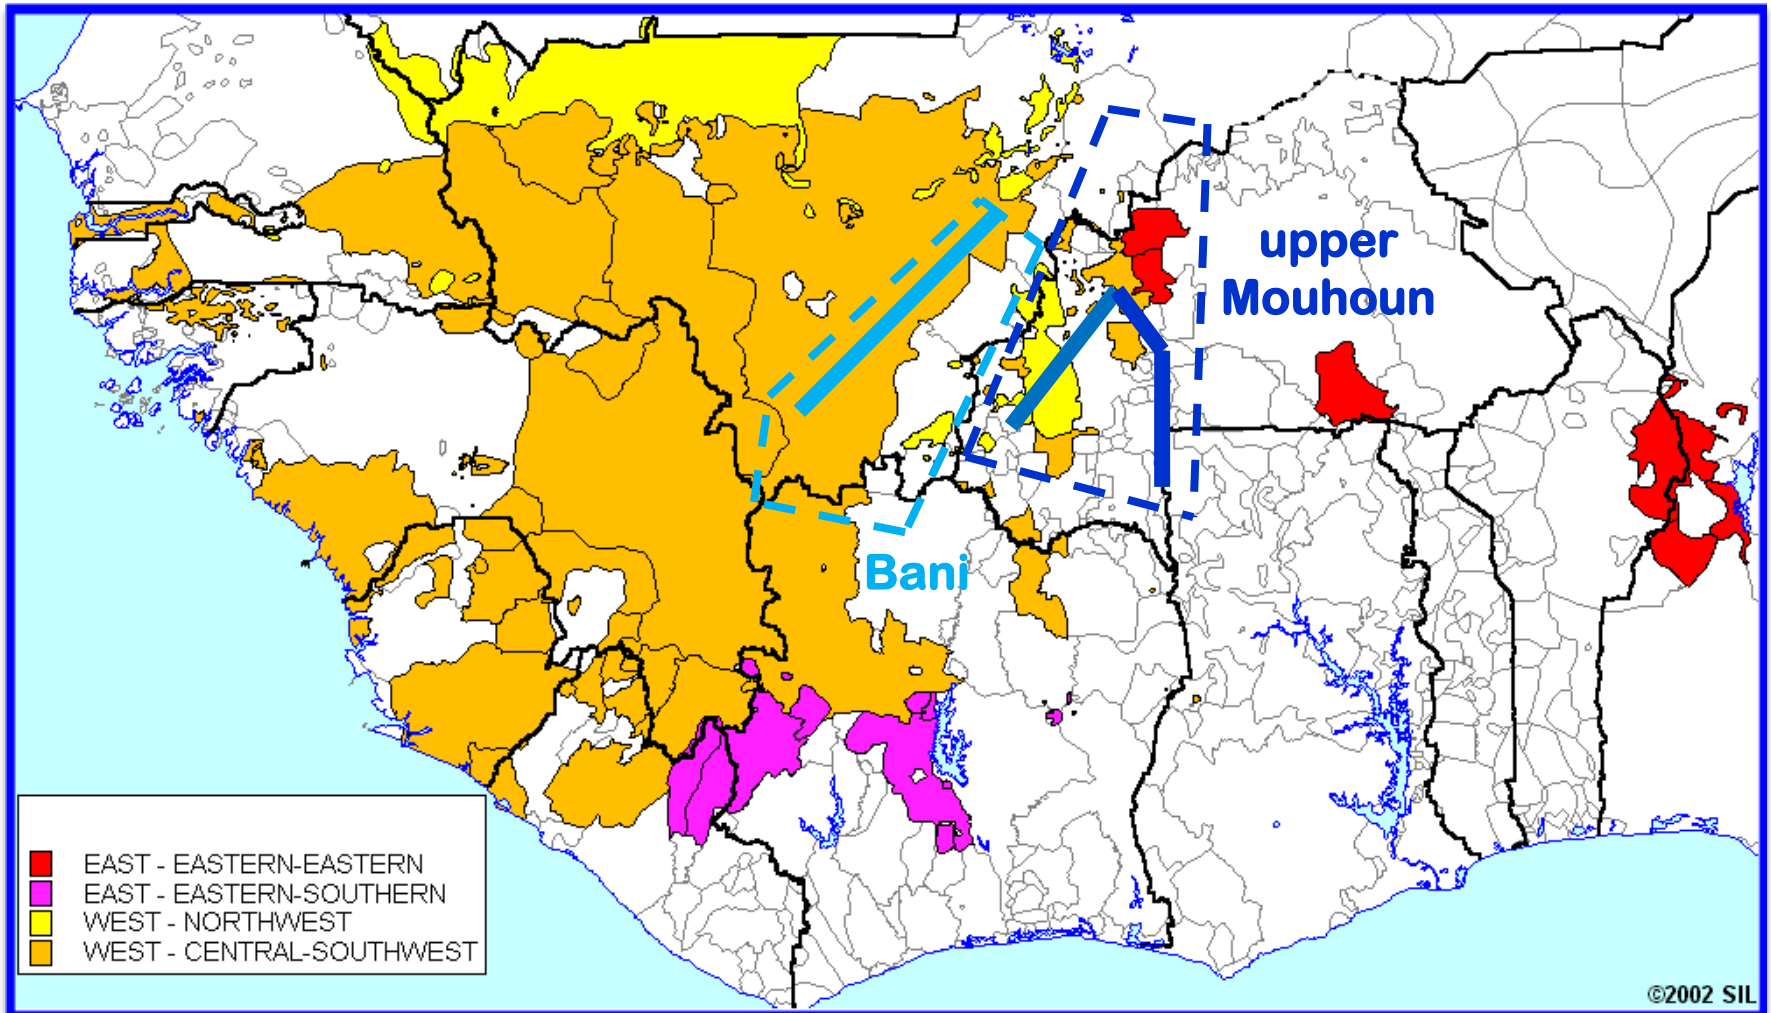 upper
Mouhoun
Bani
EAST - EASTERN-EASTERN
EAST - EASTERN-SOUTHERN
WEST - NORTHWEST
WEST - CENTRAL-SOUTHWEST
©2002 SIL